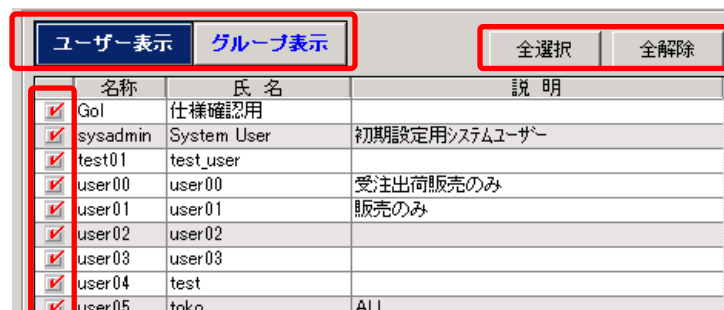 ユーザー表示 グループ表示 全選択 全解除
名称 氏 名 説 明
Gol 仕様確認用
sysadmin System User 初期設定用システムユーザー
test01 test_user
user00 user00 受注出荷販売のみ
user01 user01 販売のみ
user02 user02
user03 user03
user04 test
user05 toko ALL